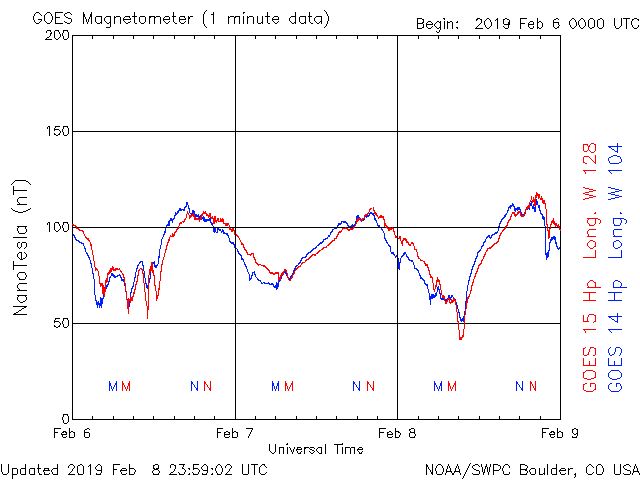 GOES Magnetometer (1 minute data)
Begin: 2019 Feb 6 0000 UTC
200
150
100
50
0
NanoTesla (nT)
GOES 15 Hp Long. W 128
GOES 14 Hp Long. W 104
M M N N M M N N M M N N
Feb 6 Feb 7 Feb 8 Feb 9
Universal Time
Updated 2019 Feb 8 23:59:02 UTC
NOAA/SWPC Boulder, CO USA